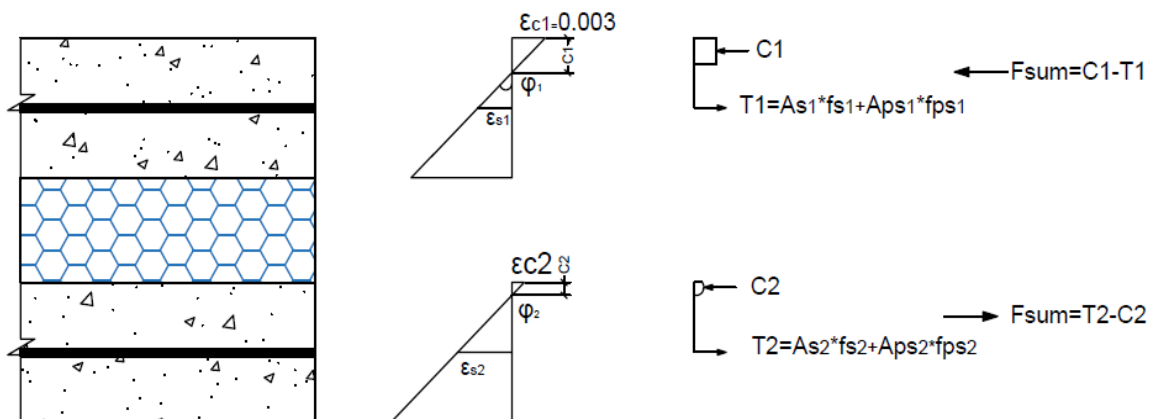 εc1=0.003
C1
φ1
εs1
C1
Fsum=C1-T1
T1=As1*fs1+Aps1*fps1
εc2
C2
φ2
εs2
C2
Fsum=T2-C2
T2=As2*fs2+Aps2*fps2